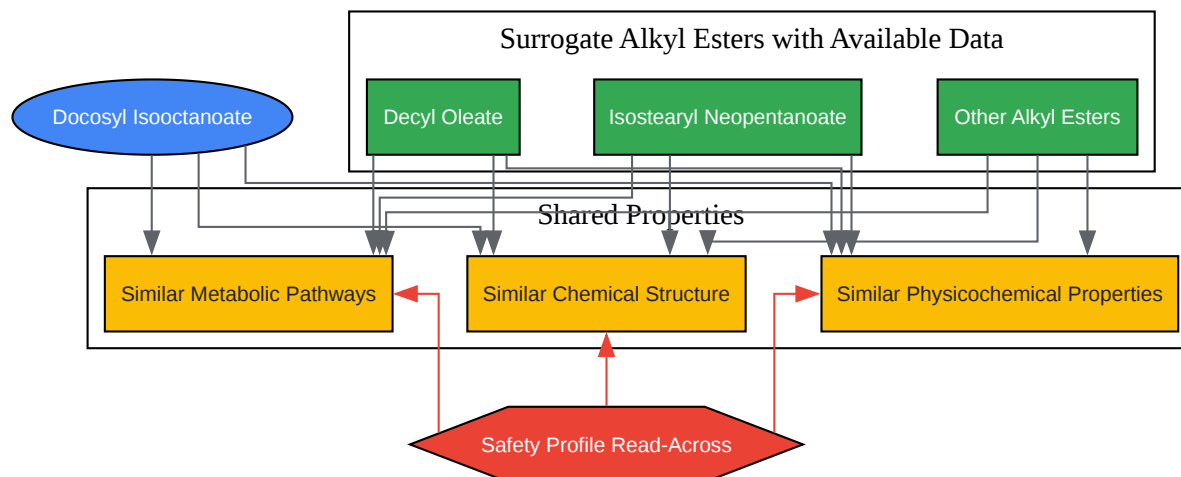 Surrogate Alkyl Esters with Available Data
Docosyl Isooctanoate
Decyl Oleate
Isostearyl Neopentanoate
Other Alkyl Esters
Shared Properties
Similar Metabolic Pathways
Similar Chemical Structure
Similar Physicochemical Properties
Safety Profile Read-Across